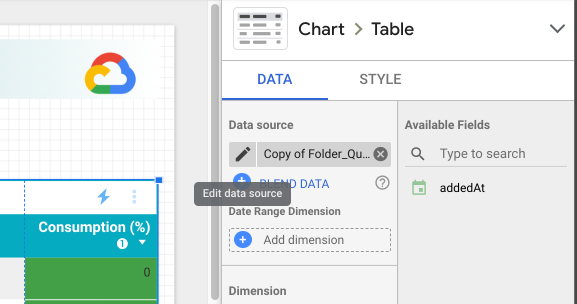 Chart > Table
DATA
STYLE
Data source
Available Fields
Copy of Folder_Qu...
Type to search
BLEND DATA
addedAt
Edit data source
Date Range Dimension
Add dimension
Consumption (%)
1
0
Dimension